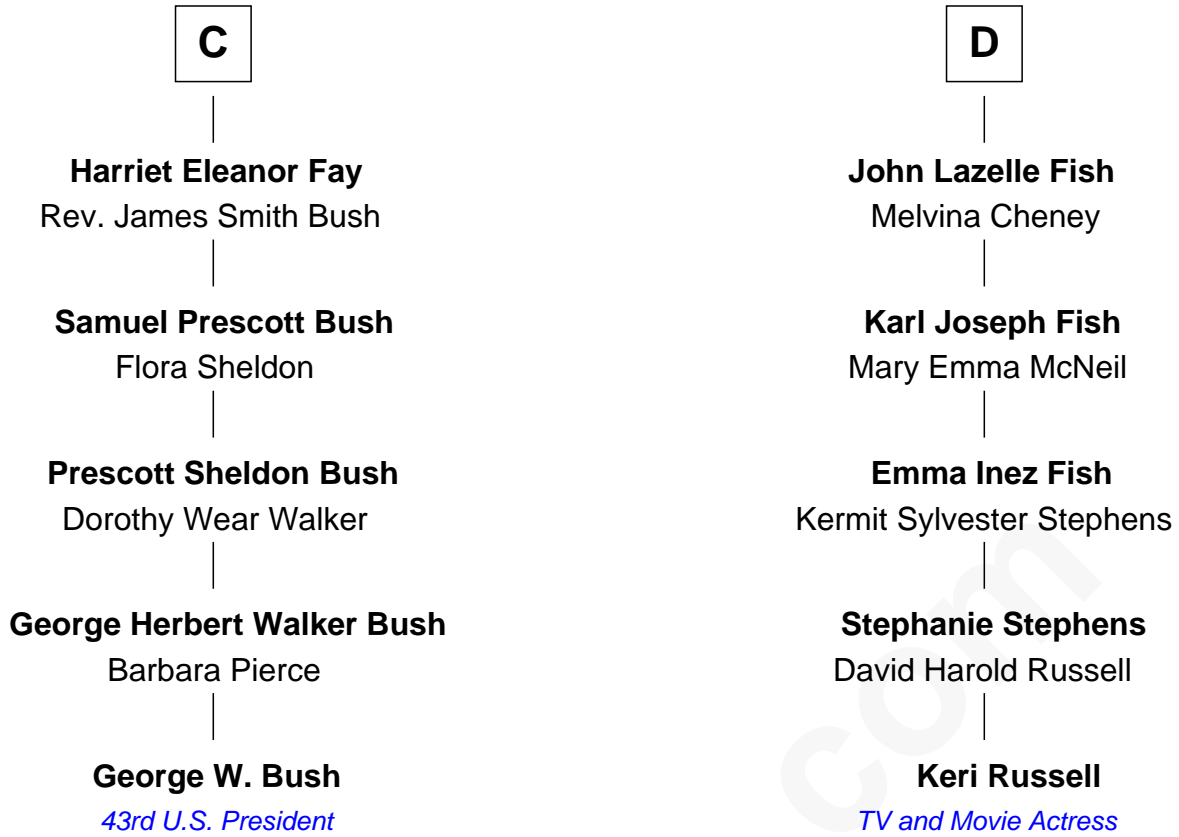 C
Harriet Eleanor Fay
Rev. James Smith Bush
Samuel Prescott Bush
Flora Sheldon
Prescott Sheldon Bush
Dorothy Wear Walker
George Herbert Walker Bush
Barbara Pierce
George W. Bush
43rd U.S. President
D
John Lazelle Fish
Melvina Cheney
Karl Joseph Fish
Mary Emma McNeil
Emma Inez Fish
Kermit Sylvester Stephens
Stephanie Stephens
David Harold Russell
Keri Russell
TV and Movie Actress
com